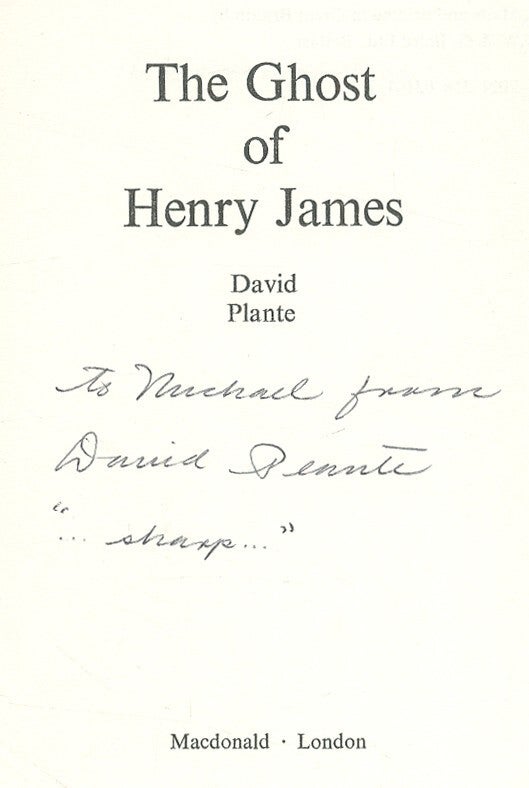 The Ghost
of
Henry James
David
Plante
to Michael from
David Plante
"... sharp..."
Macdonald · London